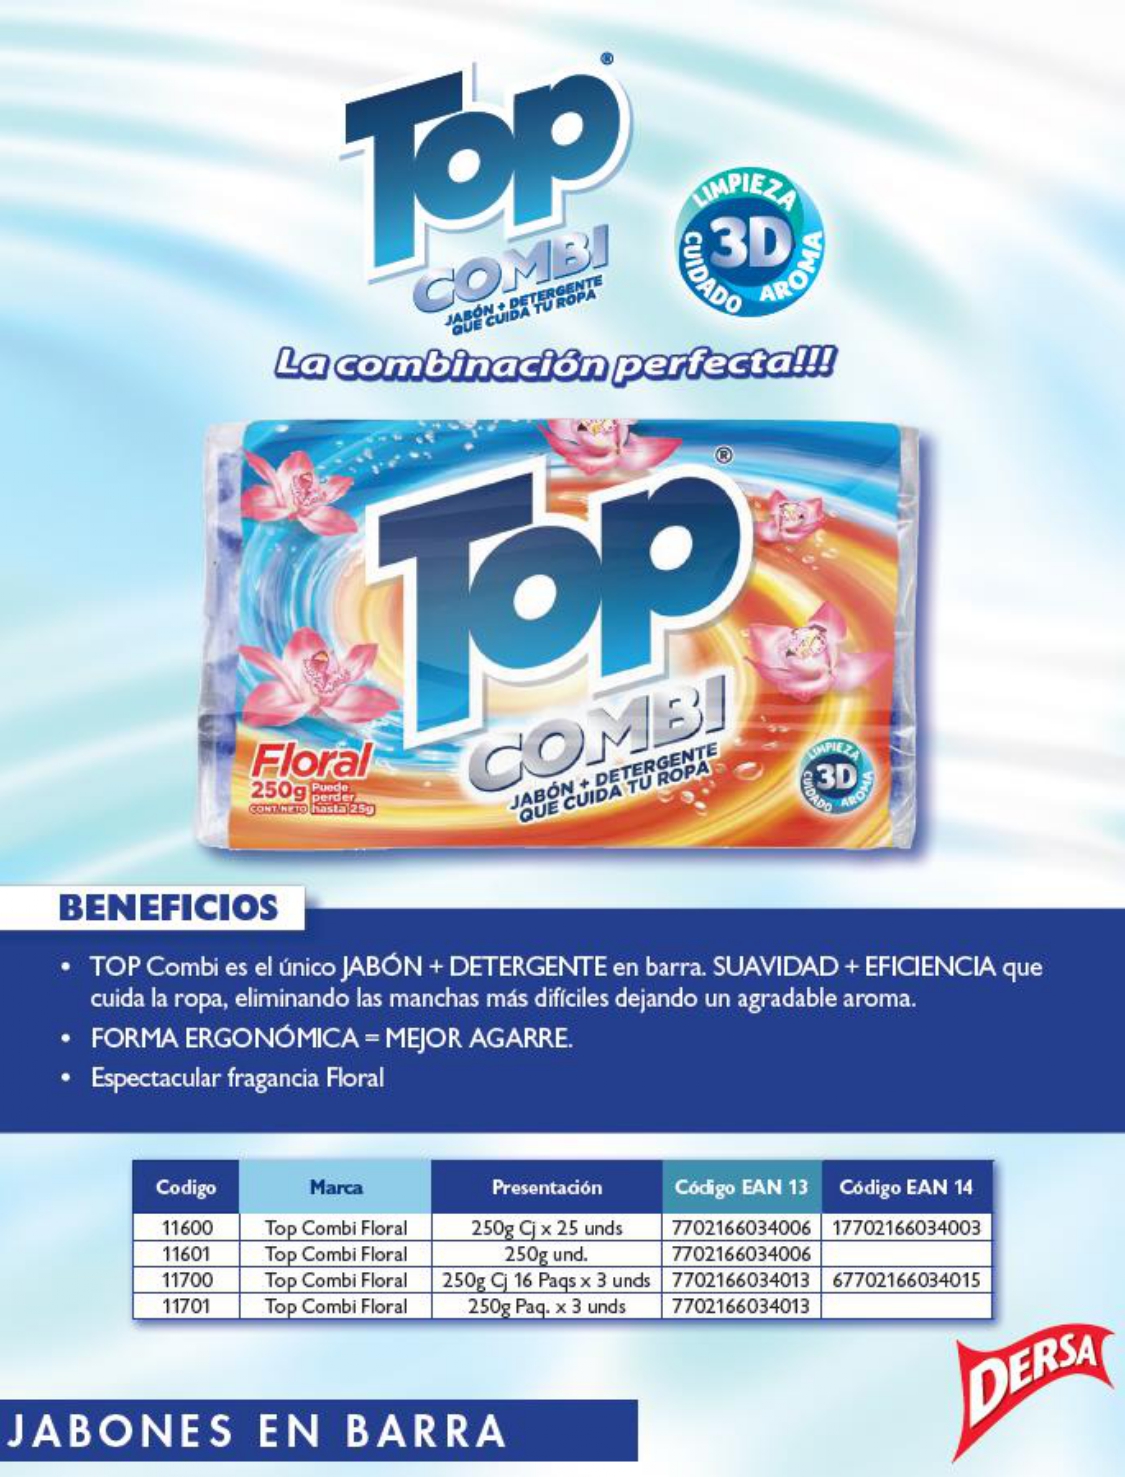 Top®
COMBI
JABÓN + DETERGENTE
QUE CUIDA TU ROPA
LIMPIEZA
3D
CUIDADO
AROMA
La combinación perfecta!!!
Top®
COMBI
JABÓN + DETERGENTE
QUE CUIDA TU ROPA
Floral
250g Puede
perder
CONT. NETO hasta 25g
LIMPIEZA
3D
CUIDADO
AROMA
BENEFICIOS
• TOP Combi es el único JABÓN + DETERGENTE en barra. SUAVIDAD + EFICIENCIA que
cuida la ropa, eliminando las manchas más difíciles dejando un agradable aroma.
• FORMA ERGONÓMICA = MEJOR AGARRE.
• Espectacular fragancia Floral
Codigo Marca Presentación Código EAN 13 Código EAN 14
11600 Top Combi Floral 250g Cj x 25 unds 7702166034006 17702166034003
11601 Top Combi Floral 250g und. 7702166034006
11700 Top Combi Floral 250g Cj 16 Paqs x 3 unds 7702166034013 67702166034015
11701 Top Combi Floral 250g Paq. x 3 unds 7702166034013
DERSA
JABONES EN BARRA